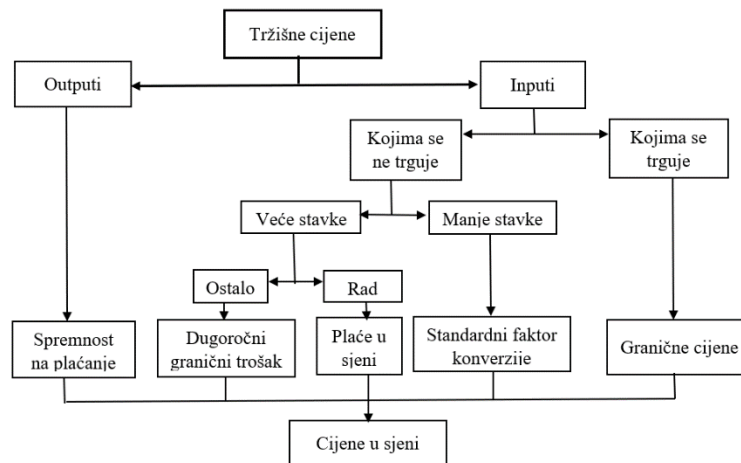 Tržišne cijene
Outputi
Inputi
Kojima se
ne trguje
Kojima se
trguje
Veće stavke
Manje stavke
Ostalo
Rad
Spremnost
na plaćanje
Dugoročni
granični trošak
Plaće u
sjeni
Standardni faktor
konverzije
Granične cijene
Cijene u sjeni